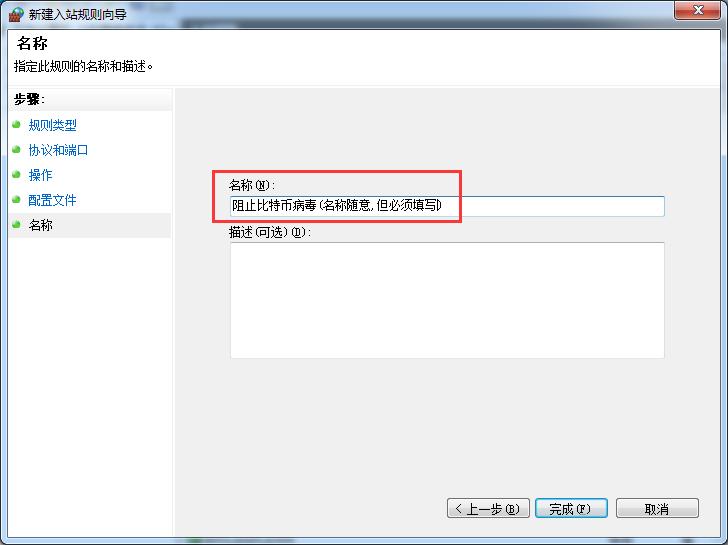 新建入站规则向导
名称
指定此规则的名称和描述。
步骤:
规则类型
协议和端口
操作
配置文件
名称
名称(N):
阻止比特币病毒(名称随意,但必须填写)
描述(可选)(D):
< 上一步(B)
完成(F)
取消